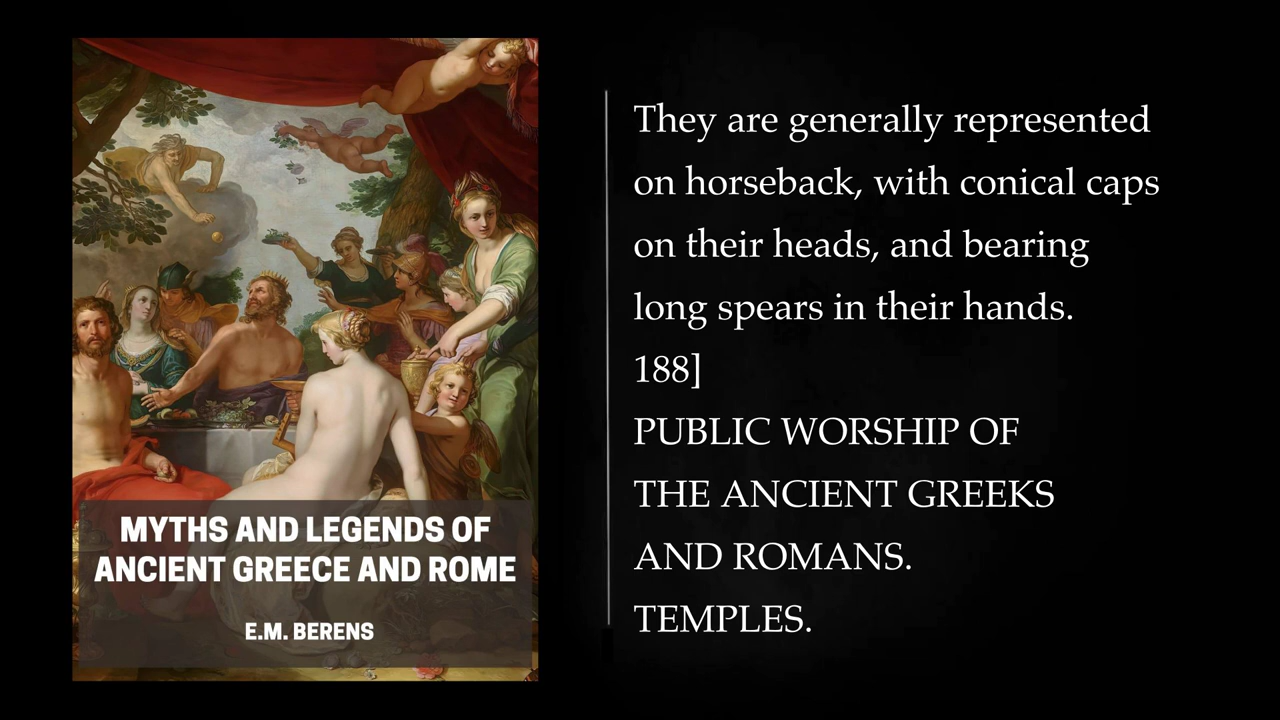 MYTHS AND LEGENDS OF
ANCIENT GREECE AND ROME
E.M. BERENS
They are generally represented
on horseback, with conical caps
on their heads, and bearing
long spears in their hands.
188]
PUBLIC WORSHIP OF
THE ANCIENT GREEKS
AND ROMANS.
TEMPLES.